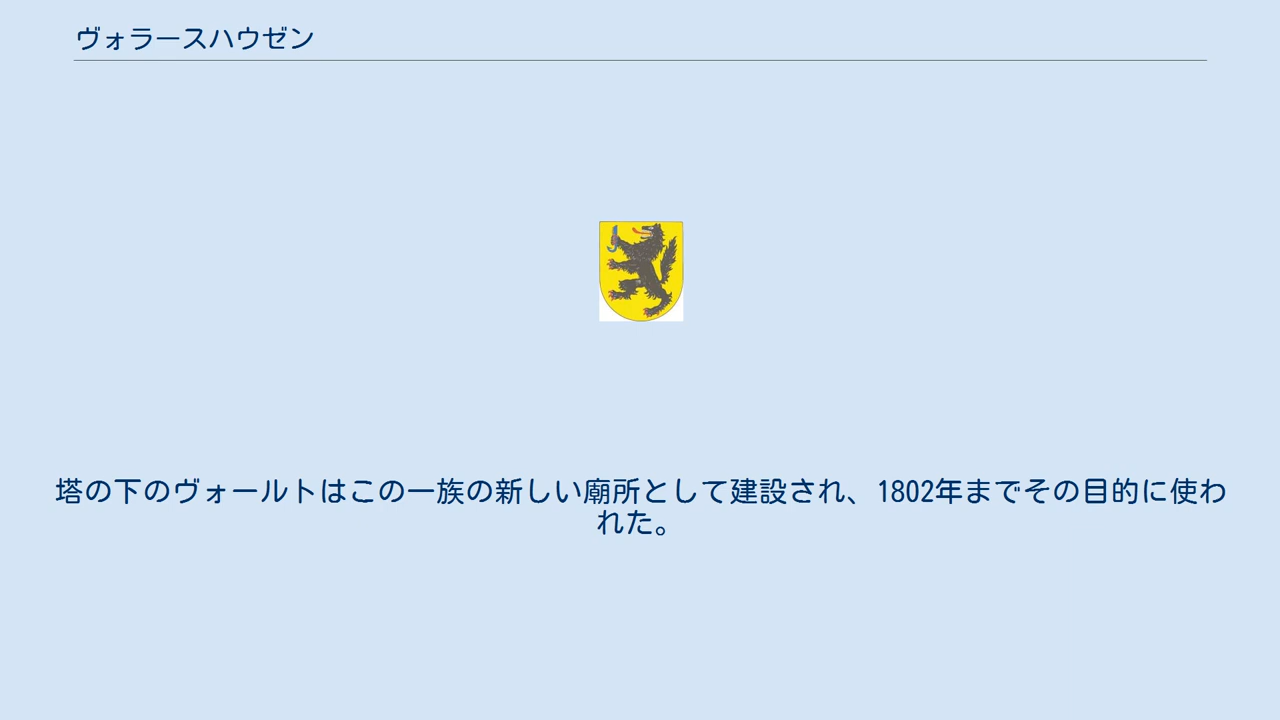 ヴォラースハウゼン
塔の下のヴォールトはこの一族の新しい廟所として建設され、1802年までその目的に使わ
れた。